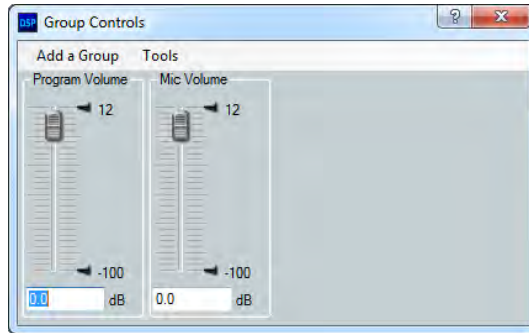 DSP Group Controls
Add a Group Tools
Program Volume Mic Volume
12 12
-100 -100
0.0 dB 0.0 dB